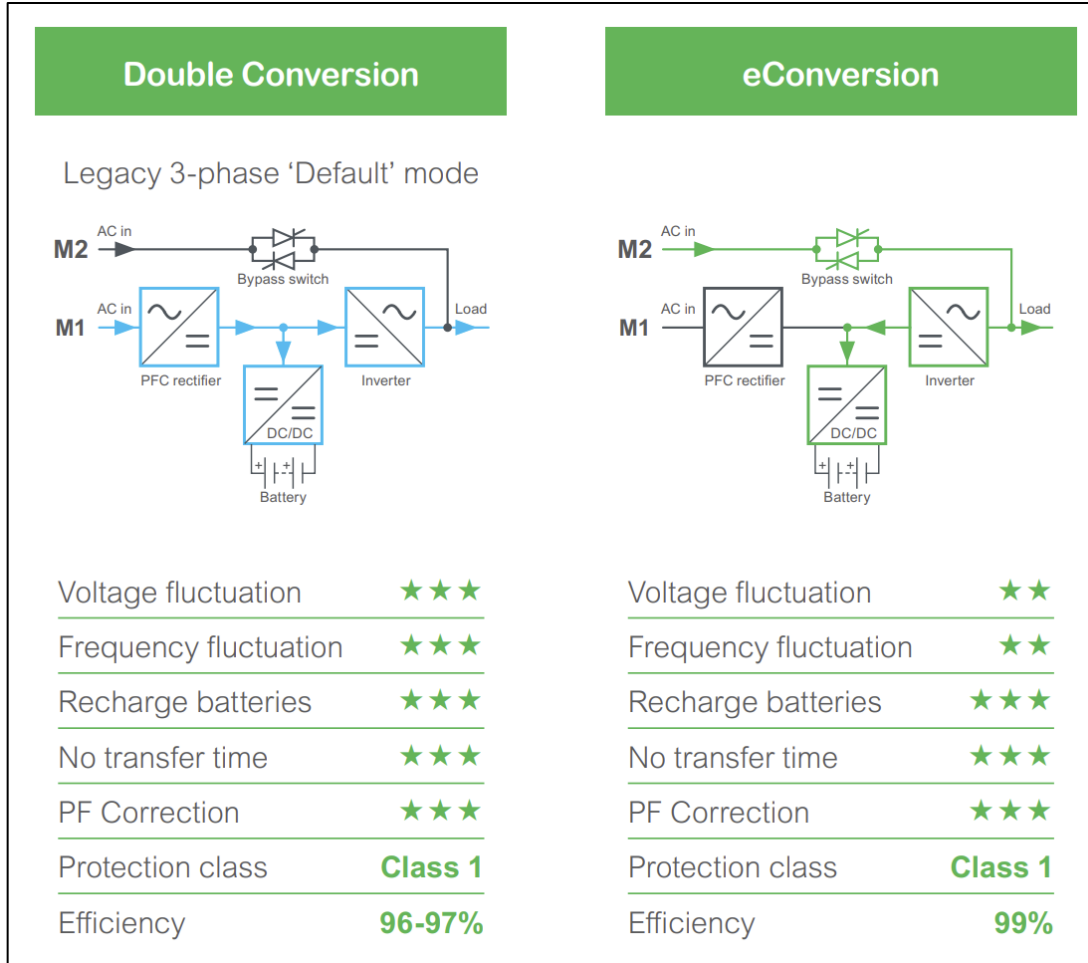 Double Conversion
Legacy 3-phase ‘Default’ mode
M2 AC in
Bypass switch
M1 AC in
Load
PFC rectifier
Inverter
DC/DC
+ +
Battery
Voltage fluctuation ★★★
Frequency fluctuation ★★★
Recharge batteries ★★★
No transfer time ★★★
PF Correction ★★★
Protection class Class 1
Efficiency 96-97%
eConversion
M2 AC in
Bypass switch
M1 AC in
Load
PFC rectifier
Inverter
DC/DC
+ +
Battery
Voltage fluctuation ★★
Frequency fluctuation ★★
Recharge batteries ★★★
No transfer time ★★★
PF Correction ★★★
Protection class Class 1
Efficiency 99%